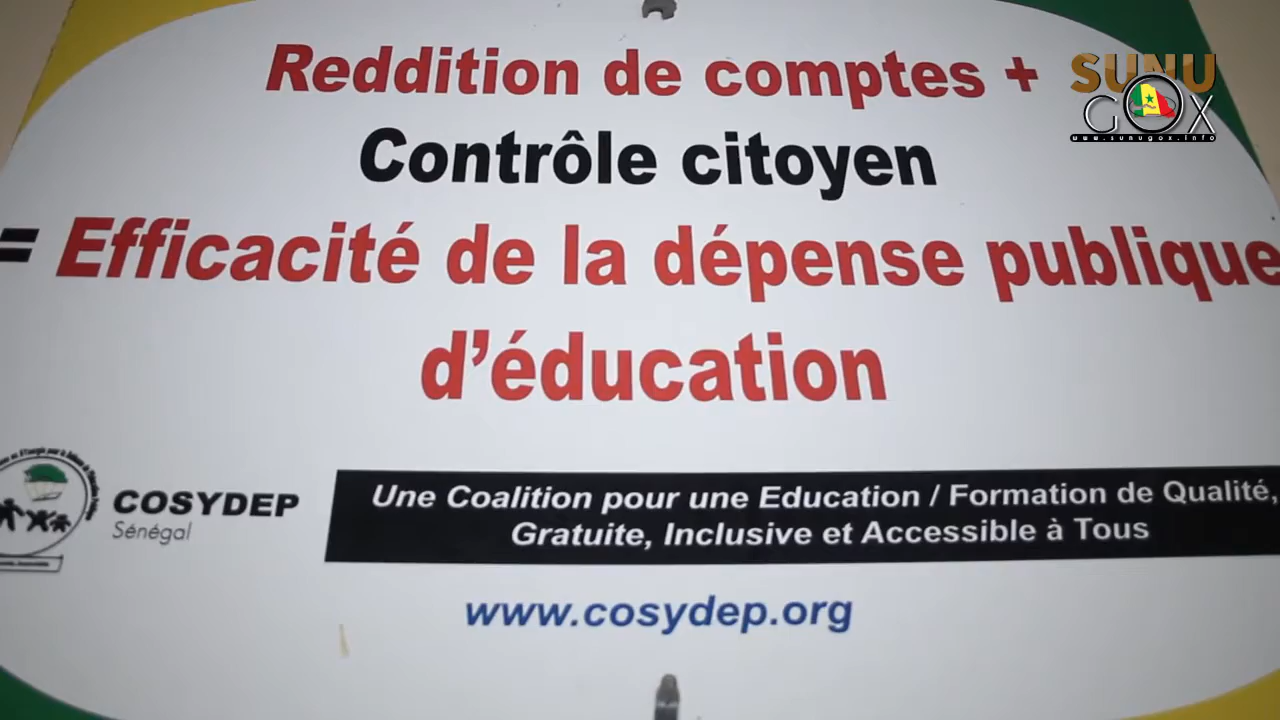 Reddition de comptes +
Contrôle citoyen
= Efficacité de la dépense publique
d'éducation
COSYDEP
Sénégal
Une Coalition pour une Education / Formation de Qualité,
Gratuite, Inclusive et Accessible à Tous
www.cosydep.org
SUNU
GOX
www.sunugox.info